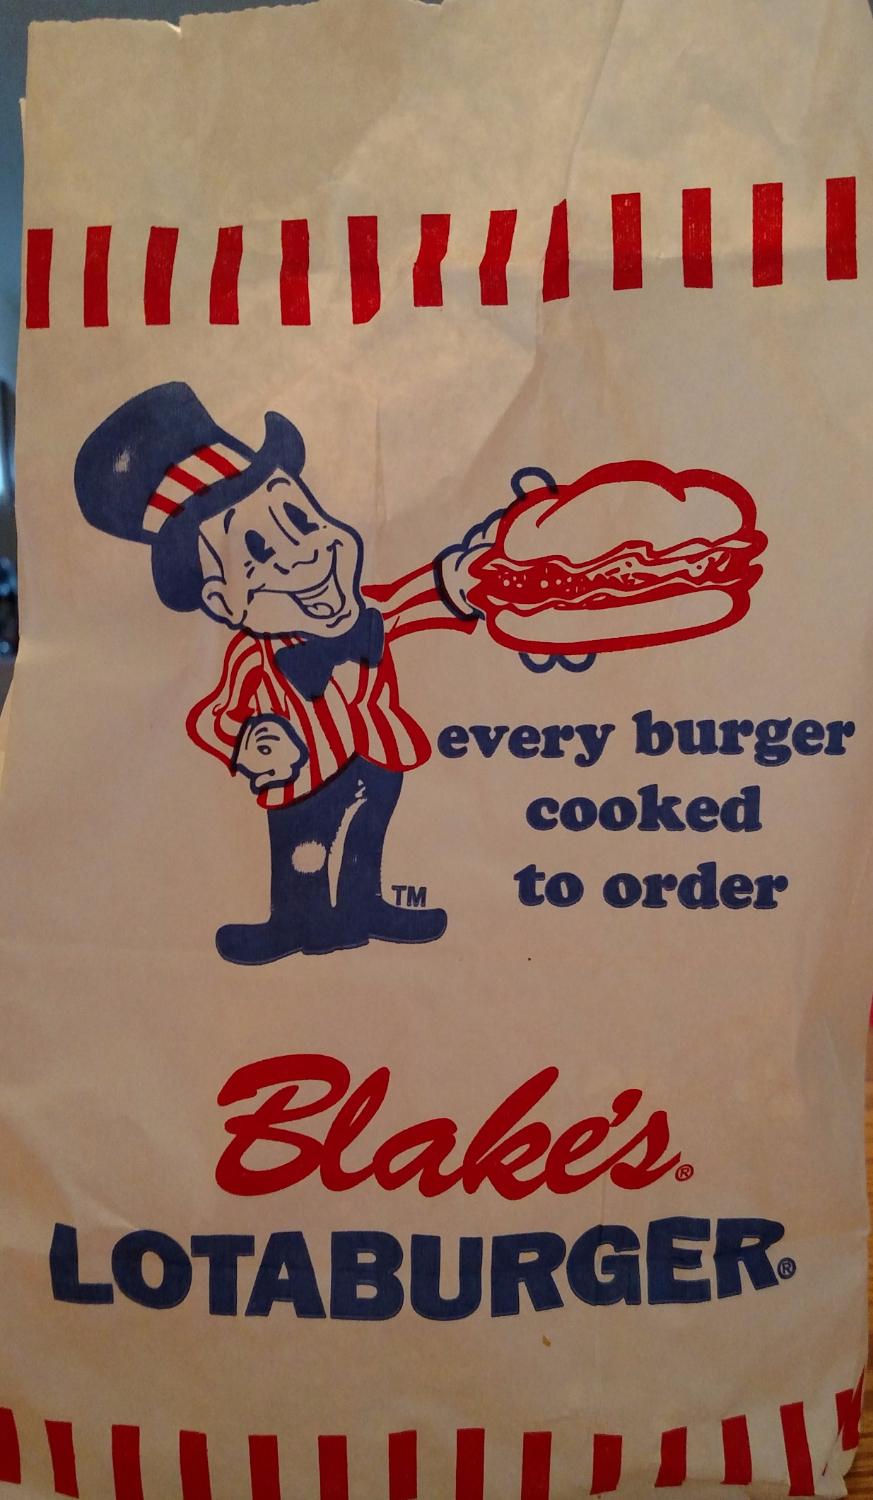 every burger
cooked
to order
TM
Blake's®
LOTABURGER®